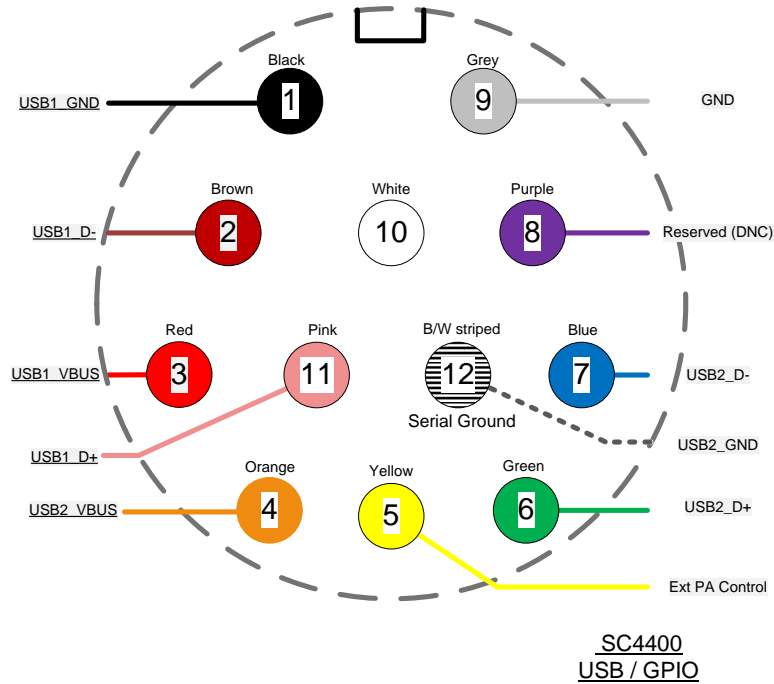 Black
Grey
USB1_GND
1
9
GND
Brown
White
Purple
USB1_D-
2
10
8
Reserved (DNC)
Red
Pink
B/W striped
Blue
USB1_VBUS
3
11
12
7
USB2_D-
Serial Ground
USB2_GND
USB1_D+
Orange
Yellow
Green
USB2_VBUS
4
5
6
USB2_D+
Ext PA Control
SC4400
USB / GPIO